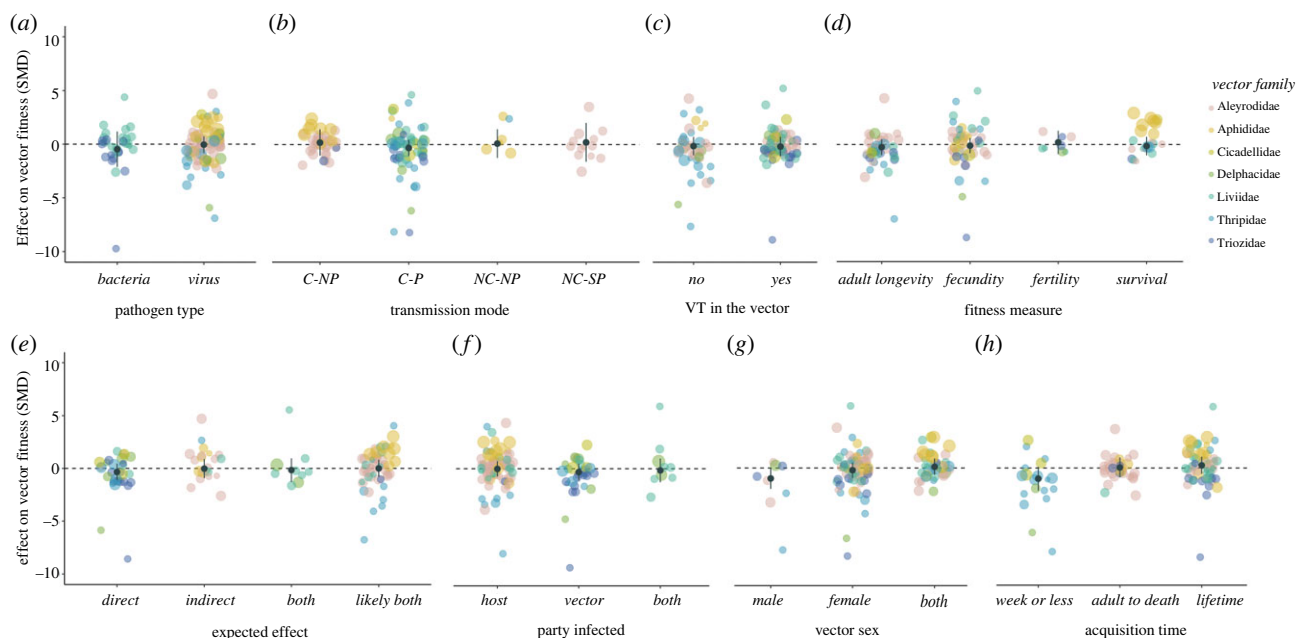 (a)
(b)
(c)
(d)
Effect on vector fitness (SMD)
10
5
0
−5
−10
bacteria
virus
pathogen type
C-NP
C-P
NC-NP
NC-SP
transmission mode
no
yes
VT in the vector
adult longevity
fecundity
fertility
survival
fitness measure
vector family
Aleyrodidae
Aphididae
Cicadellidae
Delphacidae
Liviidae
Thripidae
Triozidae
(e)
(f)
(g)
(h)
effect on vector fitness (SMD)
10
5
0
−5
−10
direct
indirect
both
likely both
expected effect
host
vector
both
party infected
male
female
both
vector sex
week or less
adult to death
lifetime
acquisition time